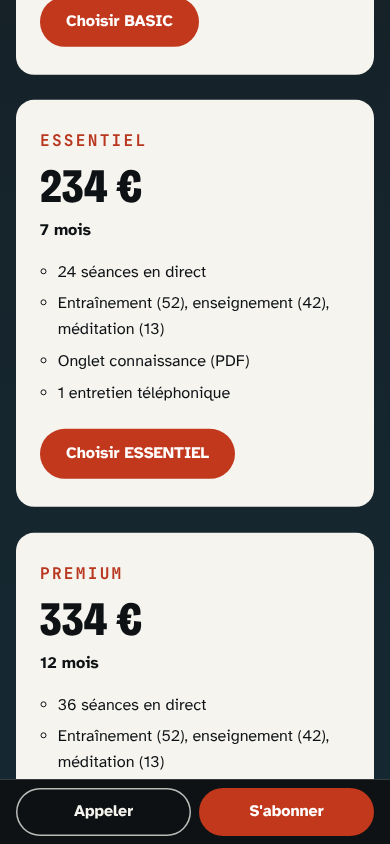 Choisir BASIC
ESSENTIEL
234 €
7 mois
24 séances en direct
Entraînement (52), enseignement (42),
méditation (13)
Onglet connaissance (PDF)
1 entretien téléphonique
Choisir ESSENTIEL
PREMIUM
334 €
12 mois
36 séances en direct
Entraînement (52), enseignement (42),
méditation (13)
Appeler
S'abonner